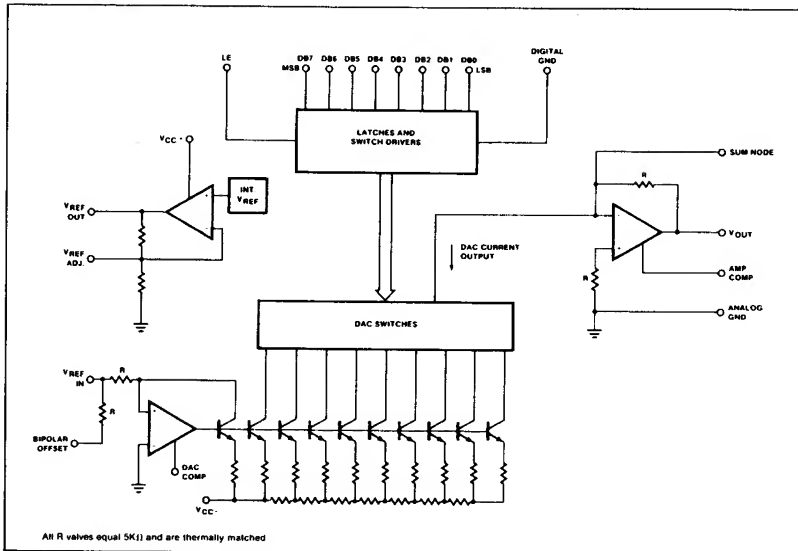 LE
DB7 DB6 DB5 DB4 DB3 DB2 DB1 DB0
MSB LSB
DIGITAL
GND
LATCHES AND
SWITCH DRIVERS
VCC+
INT
VREF
VREF
OUT
VREF
ADJ.
SUM NODE
R
VOUT
DAC CURRENT
OUTPUT
R
AMP
COMP
ANALOG
GND
DAC SWITCHES
VREF
IN
R
R
BIPOLAR
OFFSET
DAC
COMP
VCC-
All R valves equal 5KΩ and are thermally matched